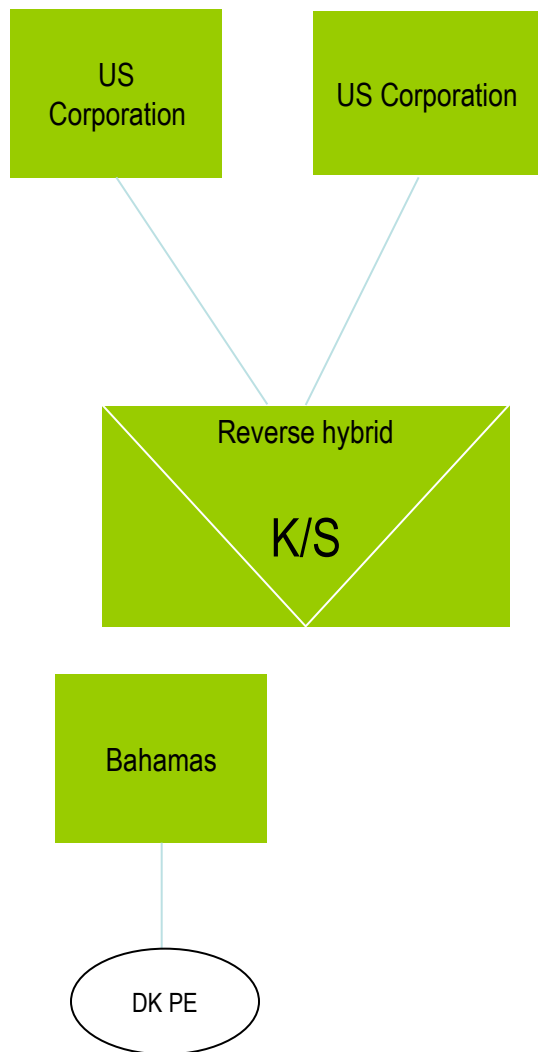 US
Corporation
US Corporation
Reverse hybrid
K/S
Bahamas
DK PE